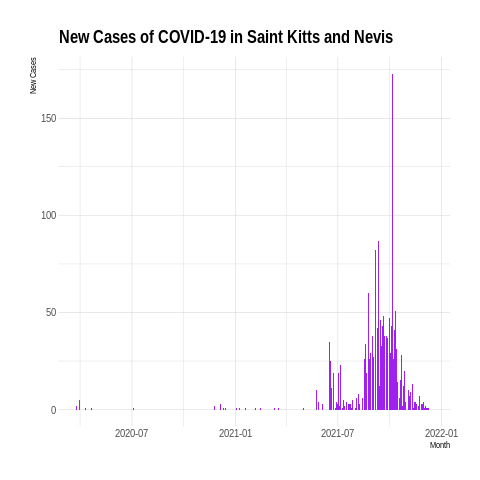 New Cases of COVID-19 in Saint Kitts and Nevis
New Cases
150
100
50
0
2020-07
2021-01
2021-07
2022-01
Month